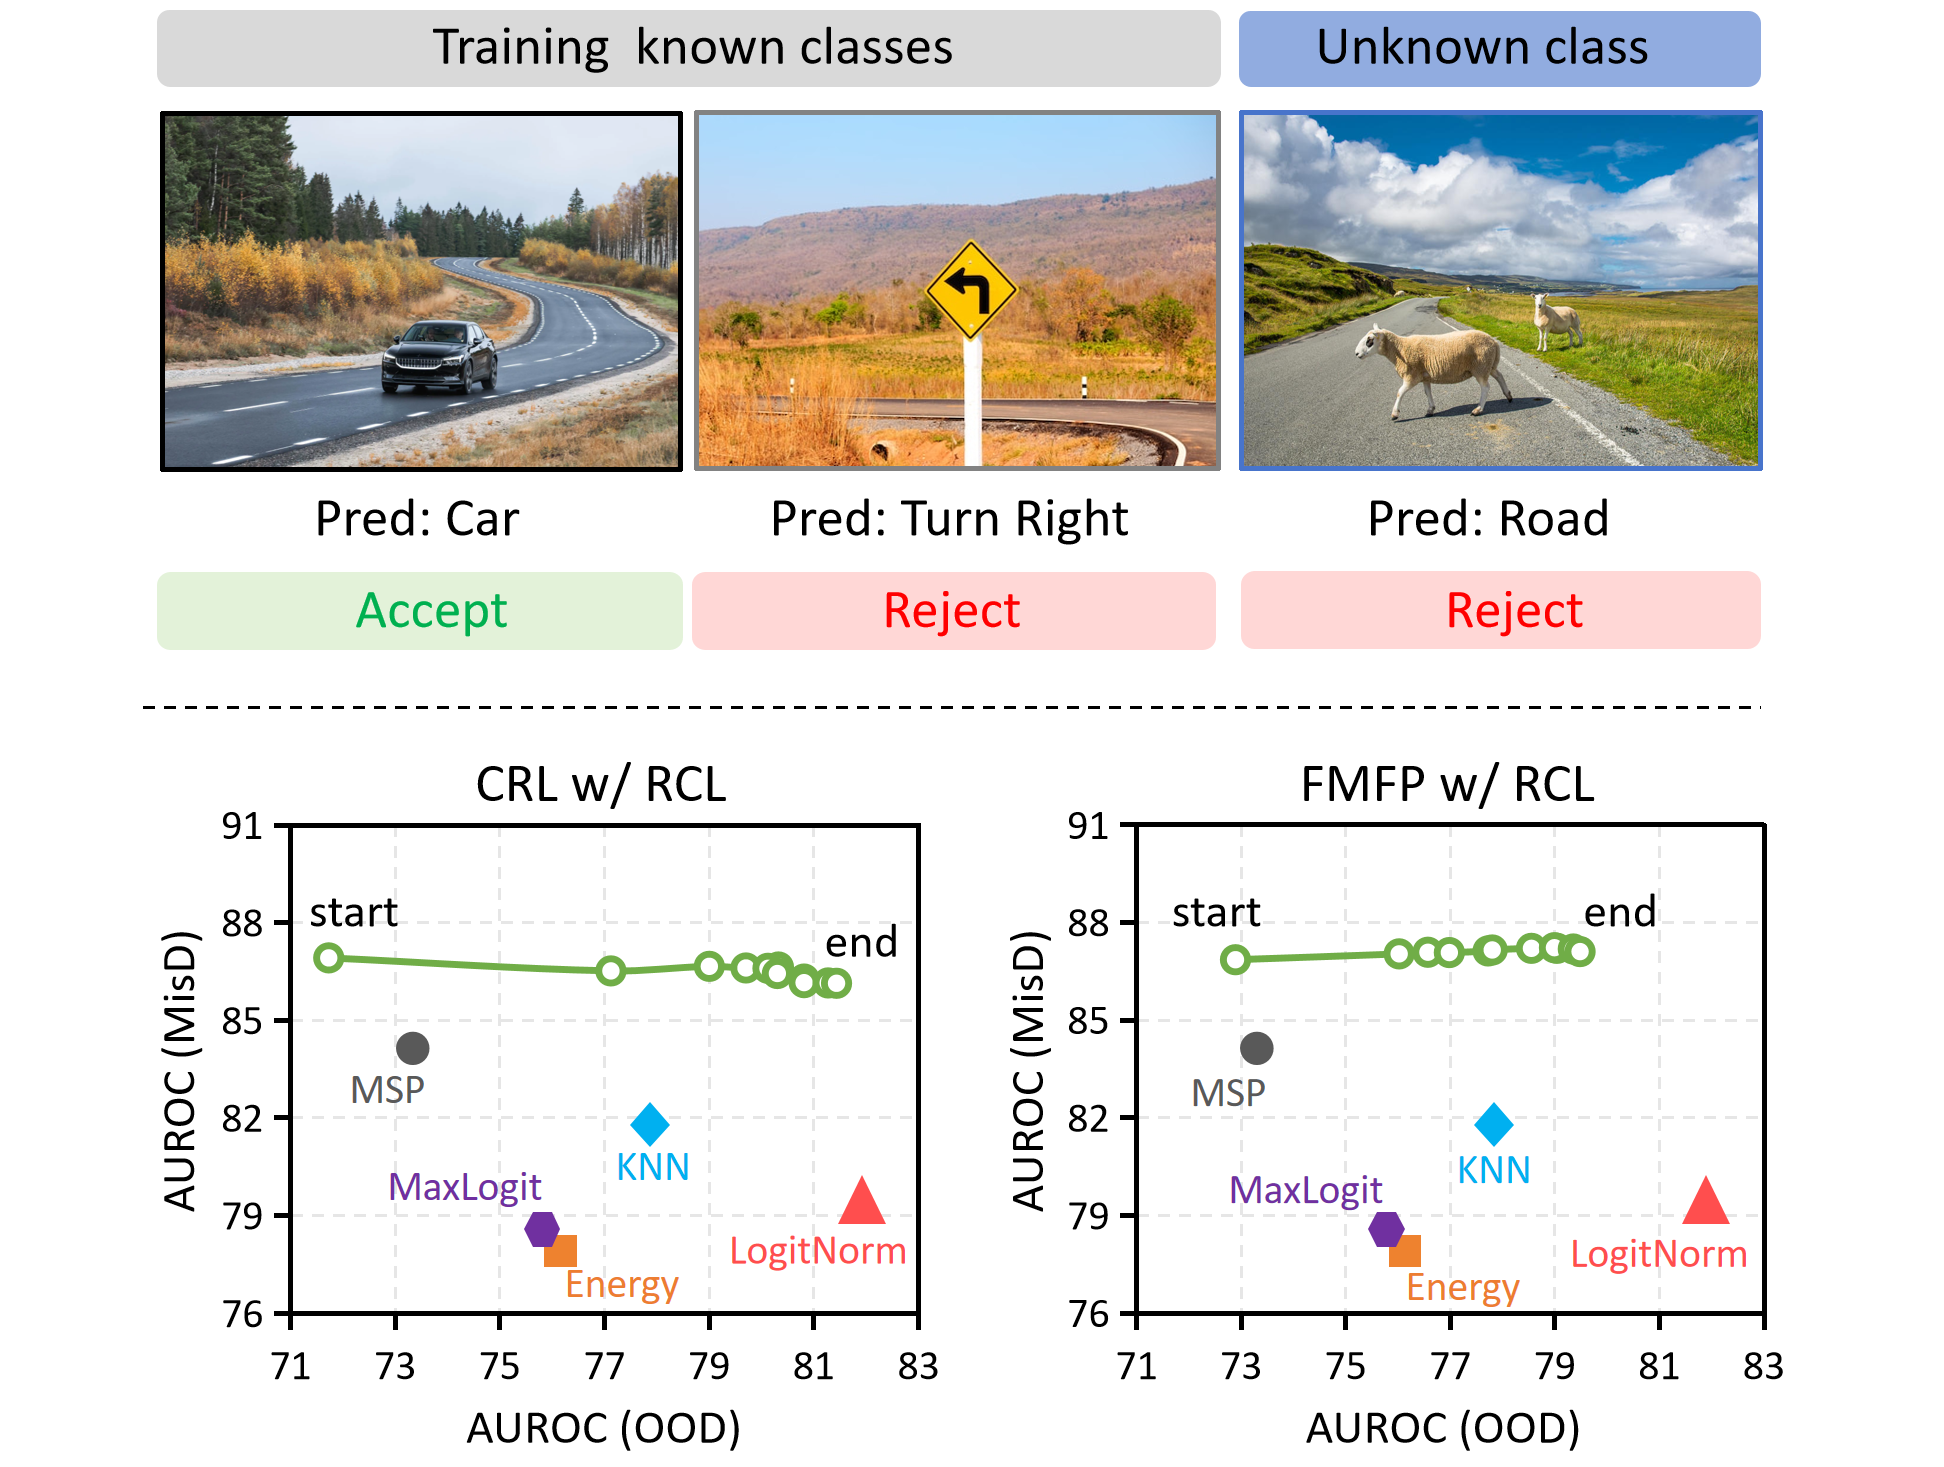 Training known classes
Unknown class
Pred: Car
Pred: Turn Right
Pred: Road
Accept
Reject
Reject
CRL w/ RCL
91
88
85
82
79
76
AUROC (MisD)
start
end
MSP
KNN
MaxLogit
Energy
LogitNorm
71
73
75
77
79
81
83
AUROC (OOD)
FMFP w/ RCL
91
88
85
82
79
76
AUROC (MisD)
start
end
MSP
KNN
MaxLogit
Energy
LogitNorm
71
73
75
77
79
81
83
AUROC (OOD)